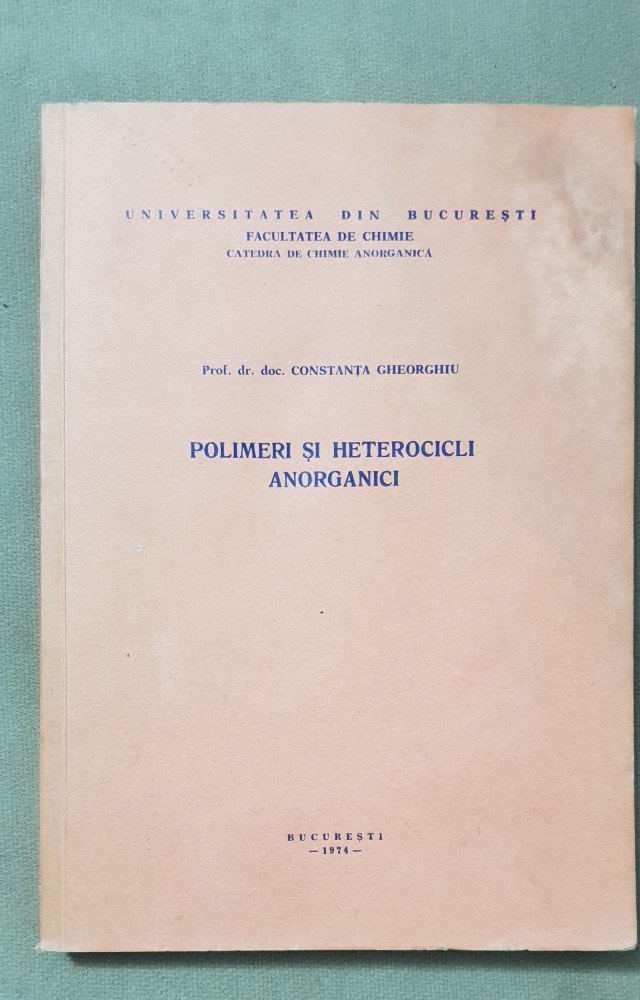 UNIVERSITATEA DIN BUCUREŞTI
FACULTATEA DE CHIMIE
CATEDRA DE CHIMIE ANORGANICĂ
Prof. dr. doc. CONSTANŢA GHEORGHIU
POLIMERI ŞI HETEROCICLI
ANORGANICI
BUCUREŞTI
— 1974 —